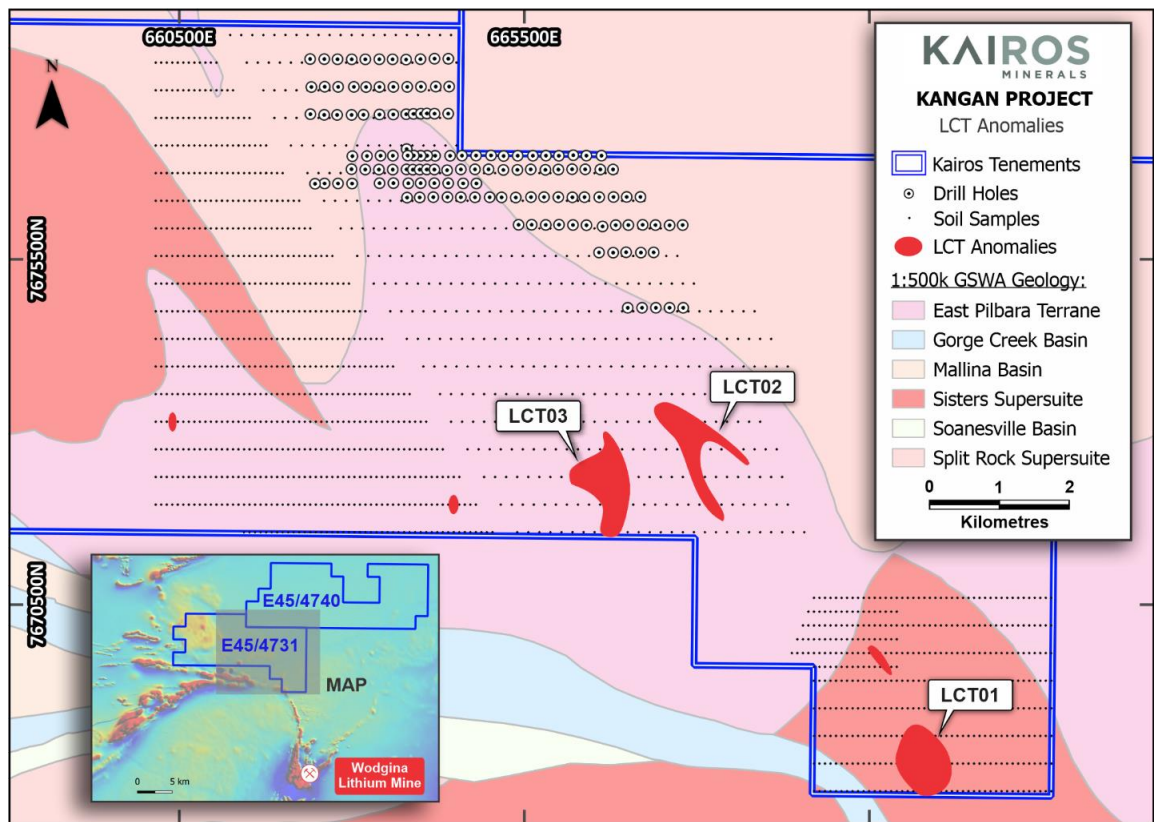 660500E
665500E
N
7675500N
7670500N
KAIROS
MINERALS
KANGAN PROJECT
LCT Anomalies
Kairos Tenements
Drill Holes
Soil Samples
LCT Anomalies
1:500k GSWA Geology:
East Pilbara Terrane
Gorge Creek Basin
Mallina Basin
Sisters Supersuite
Soanesville Basin
Split Rock Supersuite
0 1 2
Kilometres
LCT02
LCT03
LCT01
E45/4740
E45/4731
MAP
0 5 km
Wodgina
Lithium Mine